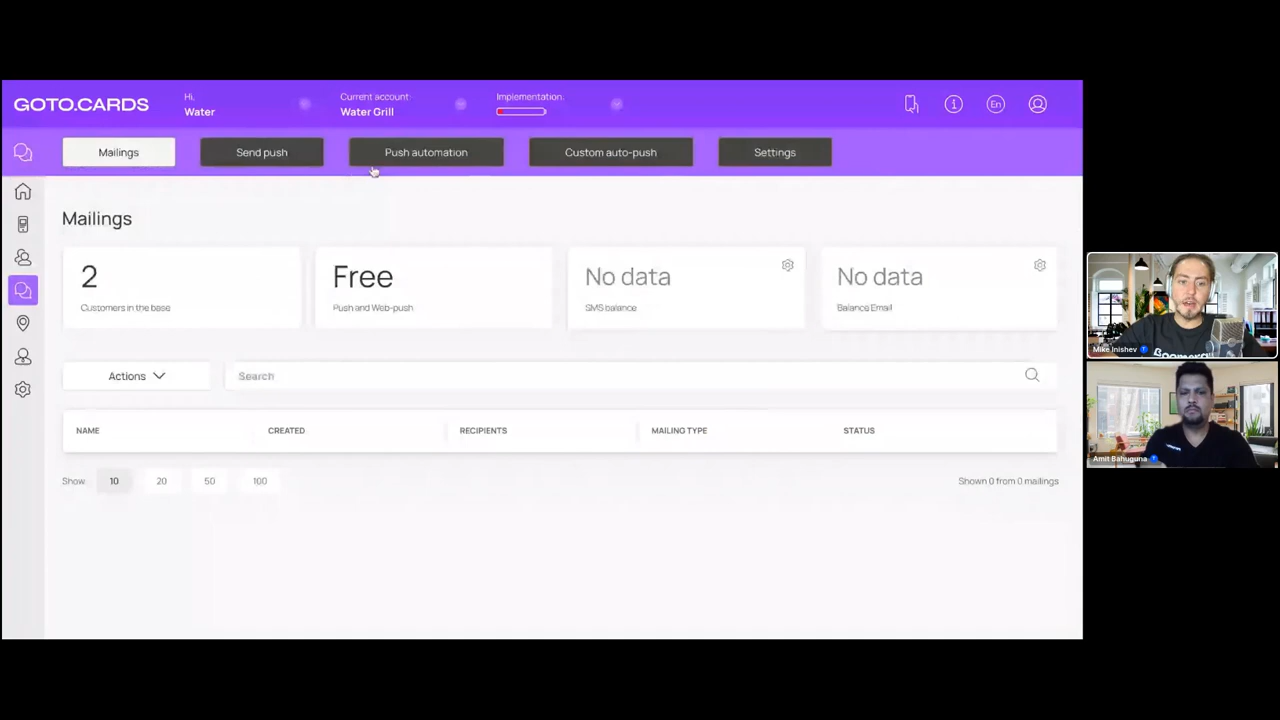 GOTO.CARDS
Hi,
Water
Current account:
Water Grill
Implementation:
En
Mailings
Send push
Push automation
Custom auto-push
Settings
Mailings
2
Customers in the base
Free
Push and Web-push
No data
SMS balance
No data
Balance Email
Actions
Search
NAME
CREATED
RECIPIENTS
MAILING TYPE
STATUS
Show
10
20
50
100
Shown 0 from 0 mailings
Mike Inishev
Amit Bahuguna